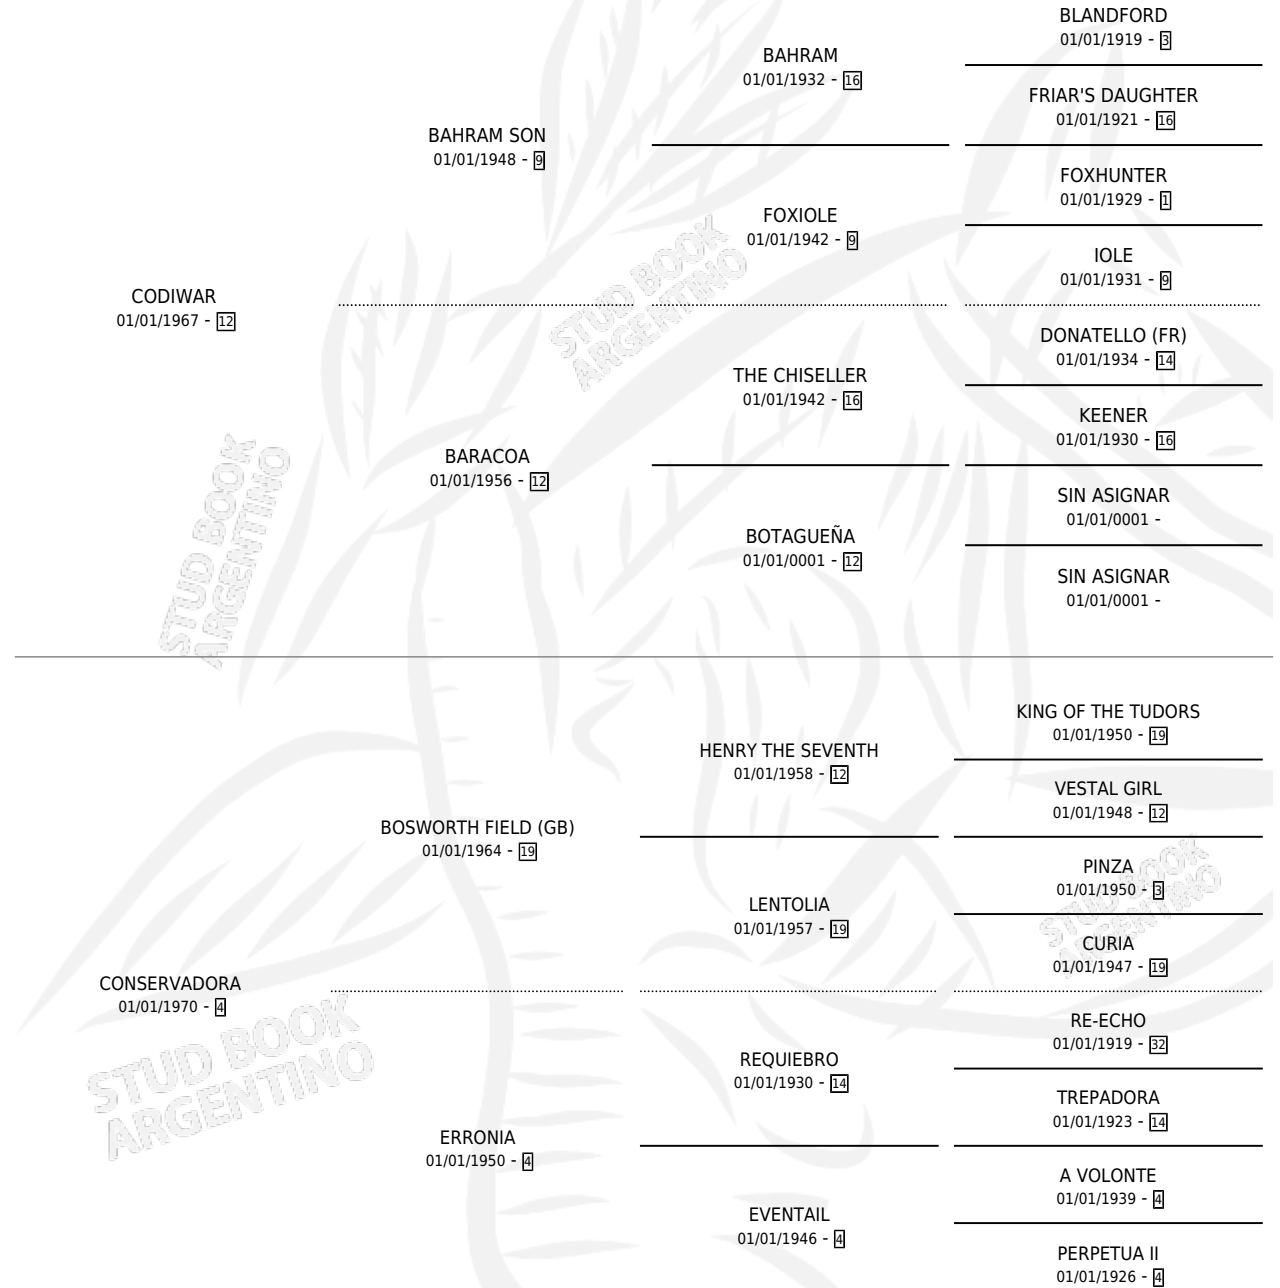 BLANDFORD
01/01/1919 - 3
BAHRAM
01/01/1932 - 16
FRIAR'S DAUGHTER
01/01/1921 - 16
BAHRAM SON
01/01/1948 - 9
FOXHUNTER
01/01/1929 - 1
FOXIOLE
01/01/1942 - 9
IOLE
01/01/1931 - 9
CODIWAR
01/01/1967 - 12
DONATELLO (FR)
01/01/1934 - 14
THE CHISELLER
01/01/1942 - 16
KEENER
01/01/1930 - 16
BARACOA
01/01/1956 - 12
SIN ASIGNAR
01/01/0001 -
BOTAGUEÑA
01/01/0001 - 12
SIN ASIGNAR
01/01/0001 -
KING OF THE TUDORS
01/01/1950 - 19
HENRY THE SEVENTH
01/01/1958 - 12
VESTAL GIRL
01/01/1948 - 12
BOSWORTH FIELD (GB)
01/01/1964 - 19
PINZA
01/01/1950 - 3
LENTOLIA
01/01/1957 - 19
CURIA
01/01/1947 - 19
CONSERVADORA
01/01/1970 - 4
RE-ECHO
01/01/1919 - 32
REQUIEBRO
01/01/1930 - 14
TREPADORA
01/01/1923 - 14
ERRONIA
01/01/1950 - 4
A VOLONTE
01/01/1939 - 4
EVENTAIL
01/01/1946 - 4
PERPETUA II
01/01/1926 - 4
STUD BOOK
ARGENTINO
STUD BOOK
ARGENTINO
STUD BOOK
ARGENTINO
STUD BOOK
ARGENTINO